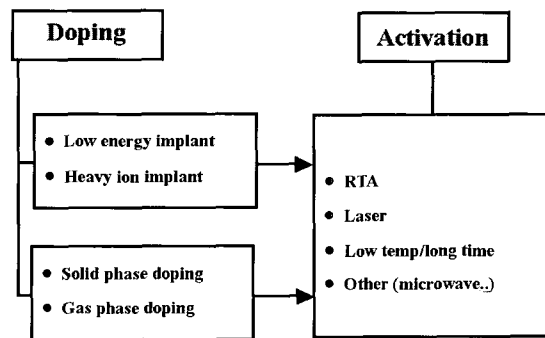 Doping
Activation
• Low energy implant
• Heavy ion implant
• Solid phase doping
• Gas phase doping
• RTA
• Laser
• Low temp/long time
• Other (microwave..)